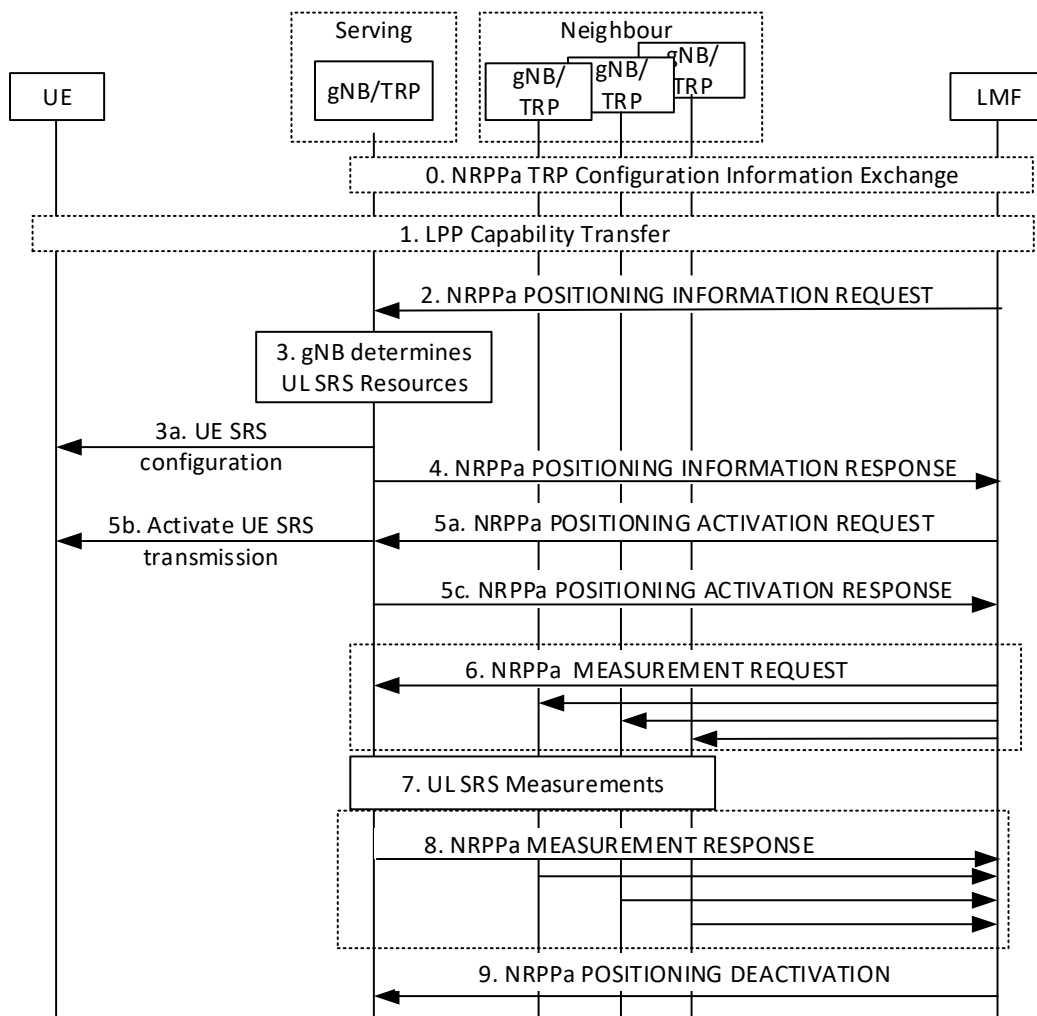 Serving
Neighbour
UE
gNB/TRP
gNB/
TRP
gNB/
TRP
gNB/
TRP
LMF
0. NRPPa TRP Configuration Information Exchange
1. LPP Capability Transfer
2. NRPPa POSITIONING INFORMATION REQUEST
3. gNB determines
UL SRS Resources
3a. UE SRS
configuration
4. NRPPa POSITIONING INFORMATION RESPONSE
5b. Activate UE SRS
transmission
5a. NRPPa POSITIONING ACTIVATION REQUEST
5c. NRPPa POSITIONING ACTIVATION RESPONSE
6. NRPPa MEASUREMENT REQUEST
7. UL SRS Measurements
8. NRPPa MEASUREMENT RESPONSE
9. NRPPa POSITIONING DEACTIVATION